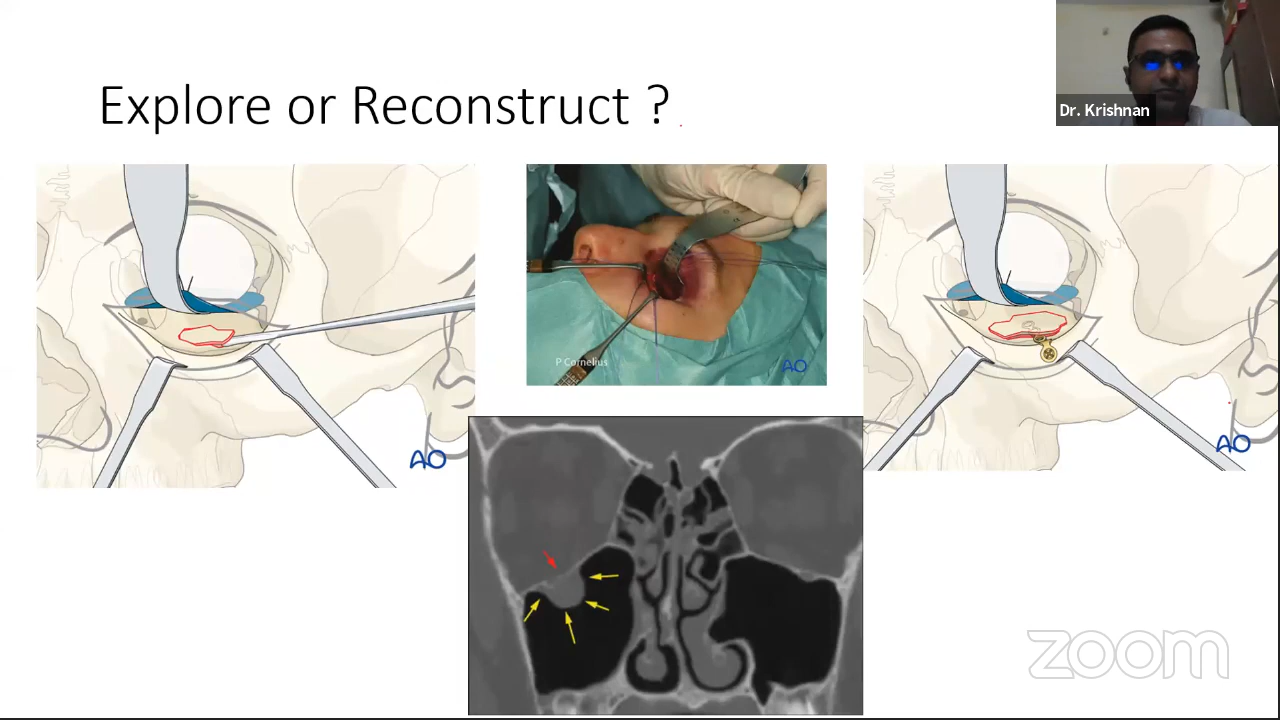 Explore or Reconstruct ?
Dr. Krishnan
P Cornelius
AO
AO
AO
zoom